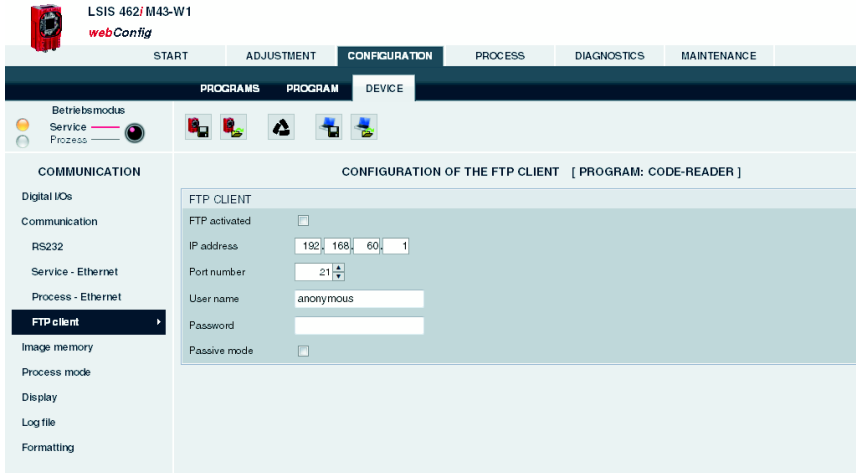 LSIS 462i M43-W1
webConfig
START ADJUSTMENT CONFIGURATION PROCESS DIAGNOSTICS MAINTENANCE
PROGRAMS PROGRAM DEVICE
Betriebsmodus
Service
Prozess
COMMUNICATION
Digital I/Os
Communication
RS232
Service - Ethernet
Process - Ethernet
FTP client
Image memory
Process mode
Display
Log file
Formatting
CONFIGURATION OF THE FTP CLIENT [ PROGRAM: CODE-READER ]
FTP CLIENT
FTP activated
IP address 192. 168. 60. 1
Port number 21
User name anonymous
Password
Passive mode